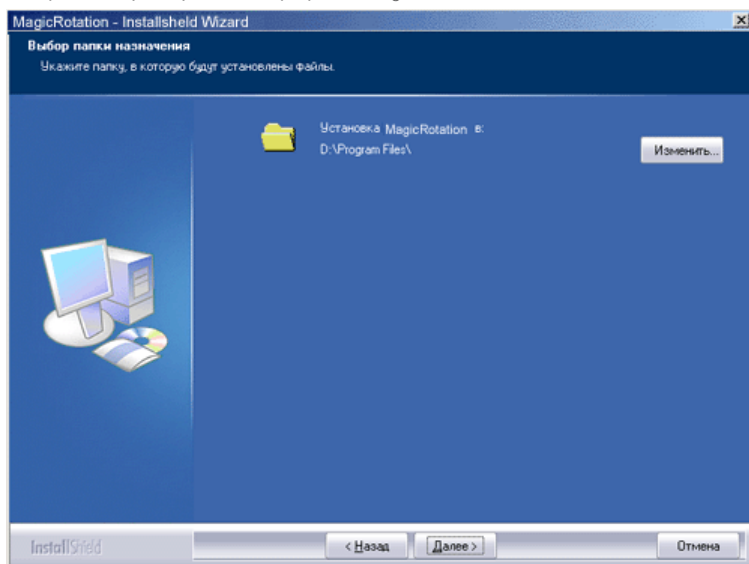 MagicRotation - Installsheld Wizard
Выбор папки назначения
Укажите папку, в которую будут установлены файлы.
Установка MagicRotation в:
D:\Program Files\
Изменить...
InstallShield
< Назад
Далее >
Отмена